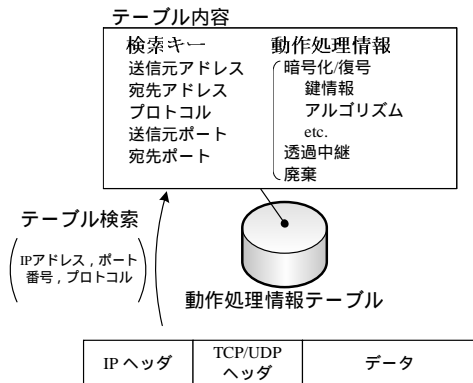 テーブル内容
検索キー
送信元アドレス
宛先アドレス
プロトコル
送信元ポート
宛先ポート
動作処理情報
暗号化/復号
鍵情報
アルゴリズム
etc.
透過中継
廃棄
テーブル検索
IPアドレス，ポート
番号，プロトコル
動作処理情報テーブル
IP ヘッダ
TCP/UDP
ヘッダ
データ